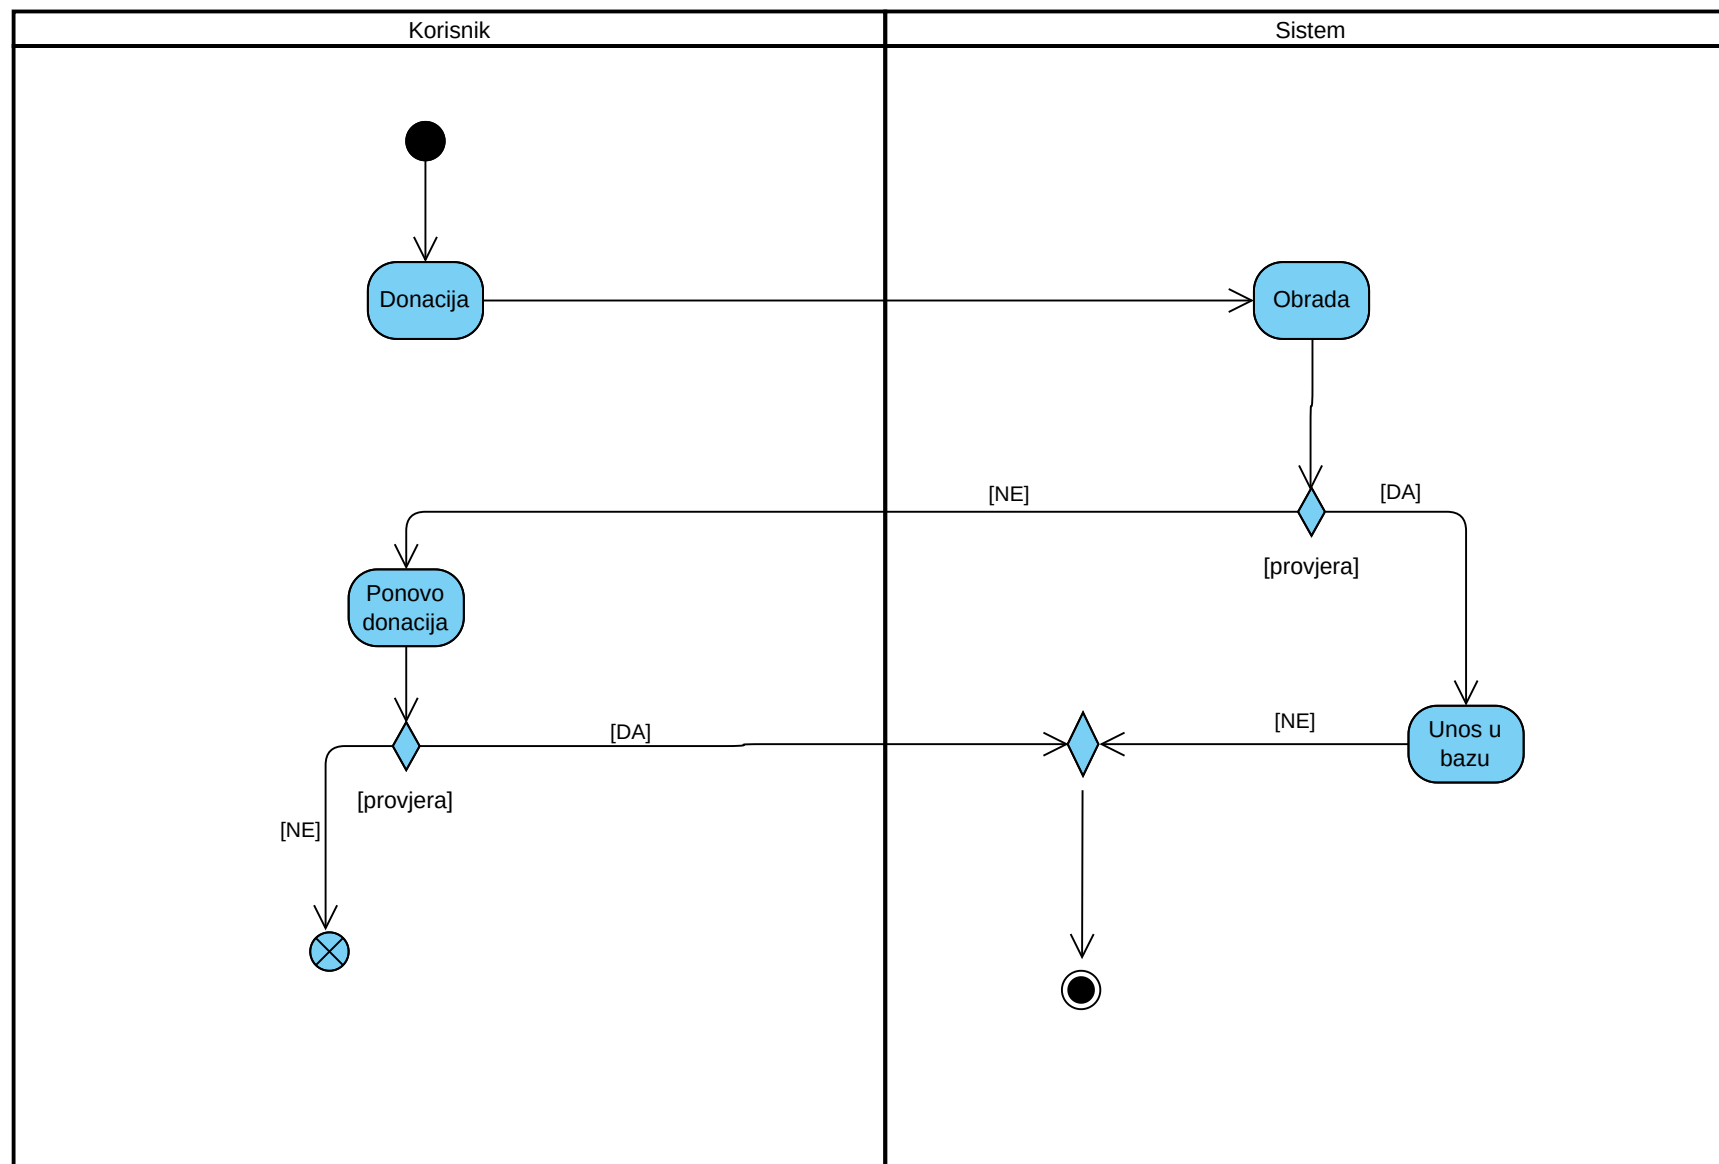 Korisnik
Sistem
Donacija
Obrada
[NE]
[DA]
[provjera]
Ponovo
donacija
[DA]
[NE]
Unos u
bazu
[provjera]
[NE]